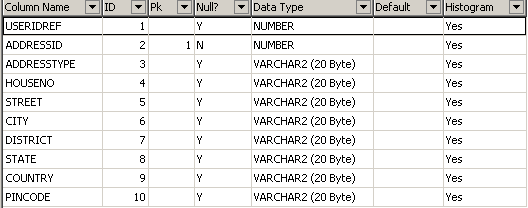 Column Name ID Pk Null? Data Type Default Histogram
USERIDREF 1 Y NUMBER Yes
ADDRESSID 2 1 N NUMBER Yes
ADDRESSTYPE 3 Y VARCHAR2 (20 Byte) Yes
HOUSENO 4 Y VARCHAR2 (20 Byte) Yes
STREET 5 Y VARCHAR2 (20 Byte) Yes
CITY 6 Y VARCHAR2 (20 Byte) Yes
DISTRICT 7 Y VARCHAR2 (20 Byte) Yes
STATE 8 Y VARCHAR2 (20 Byte) Yes
COUNTRY 9 Y VARCHAR2 (20 Byte) Yes
PINCODE 10 Y VARCHAR2 (20 Byte) Yes